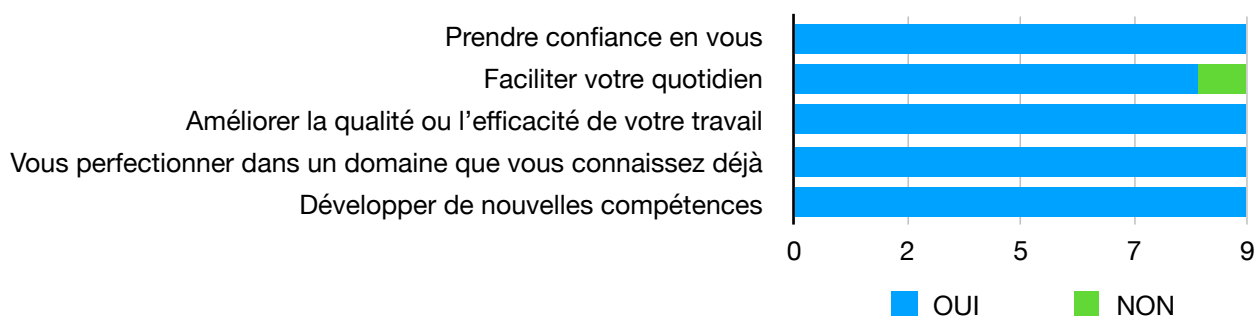 Prendre confiance en vous
Faciliter votre quotidien
Améliorer la qualité ou l’efficacité de votre travail
Vous perfectionner dans un domaine que vous connaissez déjà
Développer de nouvelles compétences
0 2 5 7 9
OUI NON